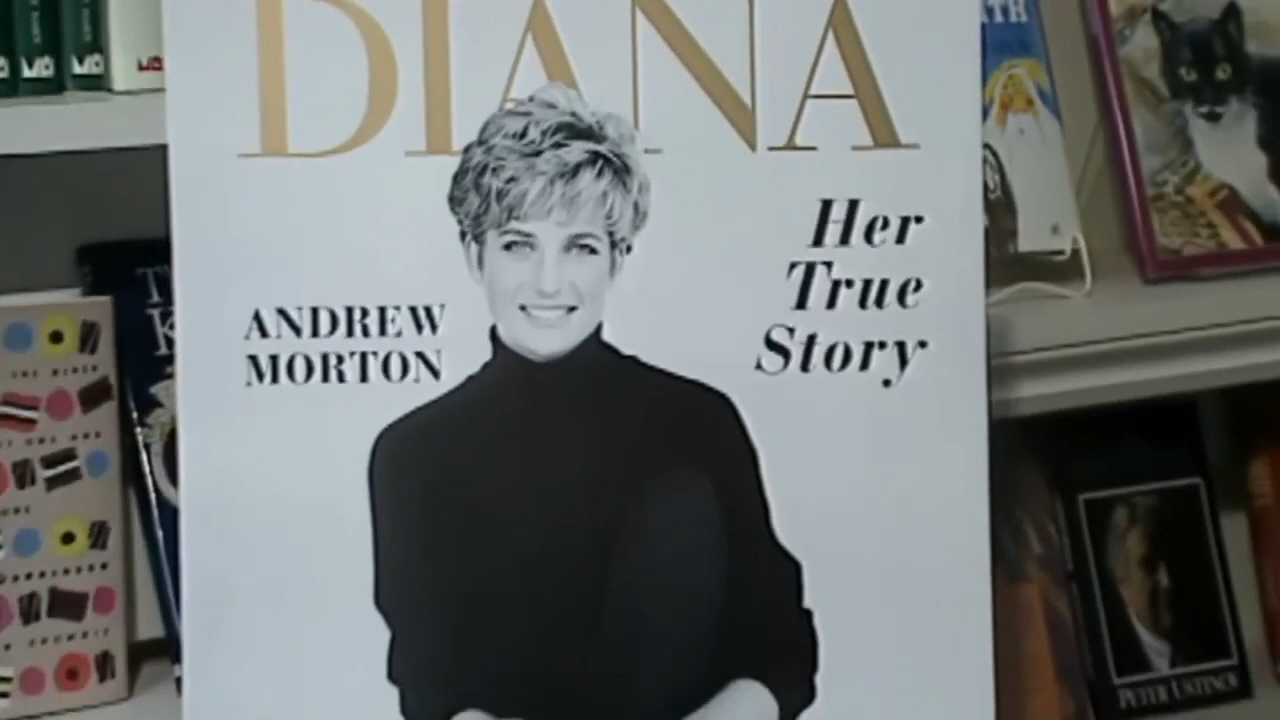 DIANA
Her
True
Story
ANDREW
MORTON
PETER USTINOV